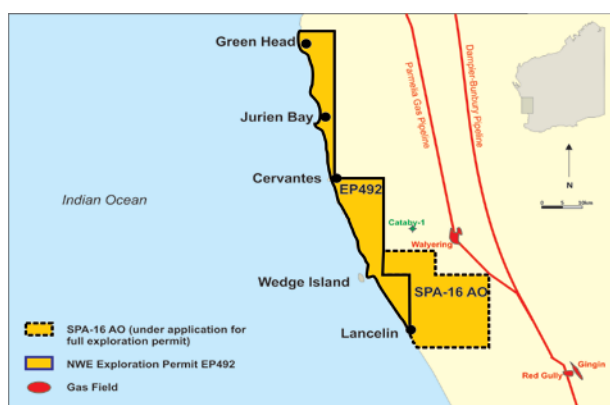 Green Head
Jurien Bay
Cervantes
EP492
Indian Ocean
Parmelia Gas Pipeline
Dampier-Bunbury Pipeline
N
Cataby-1
Walyering
Wedge Island
SPA-16 AO
Lancelin
Red Gully
Gingin
SPA-16 AO (under application for
full exploration permit)
NWE Exploration Permit EP492
Gas Field